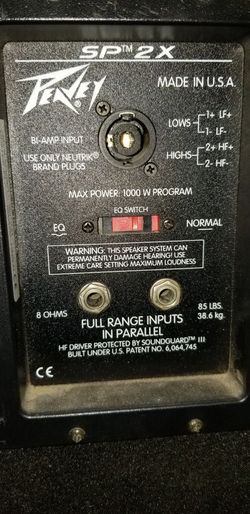 SP™ 2X
PEAVEY
MADE IN U.S.A.
LOWS
1+ LF+
1- LF-
BI-AMP INPUT
USE ONLY NEUTRIK®
BRAND PLUGS
HIGHS
2+ HF+
2- HF-
MAX POWER: 1000 W PROGRAM
EQ SWITCH
EQ
NORMAL
WARNING: THIS SPEAKER SYSTEM CAN
PERMANENTLY DAMAGE HEARING! USE
EXTREME CARE SETTING MAXIMUM LOUDNESS
8 OHMS
85 LBS.
38.6 kg.
FULL RANGE INPUTS
IN PARALLEL
HF DRIVER PROTECTED BY SOUNDGUARD™ III
BUILT UNDER U.S. PATENT NO. 6,064,745
CE